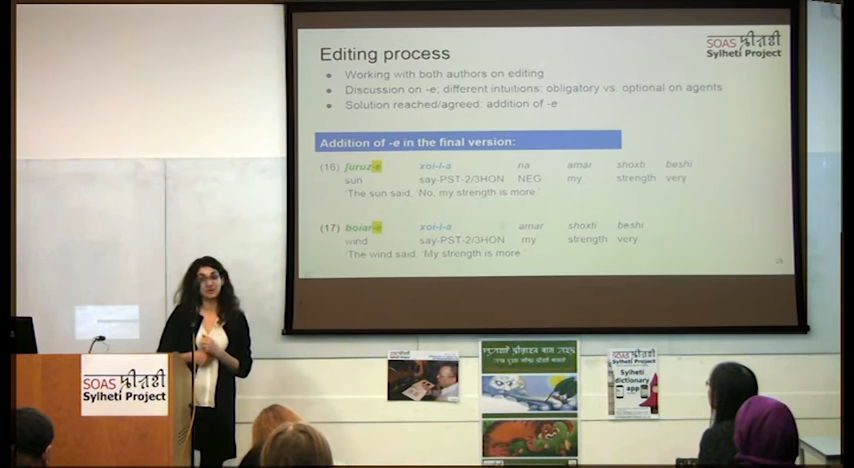 SOAS ꠍꠤꠟꠐꠤ
Sylheti Project
Editing process
● Working with both authors on editing
● Discussion on -e; different intuitions: obligatory vs. optional on agents
● Solution reached/agreed: addition of -e
Addition of -e in the final version:
(16) ʃuruz-e xoi-l-a na amar shoxti beshi
sun say-PST-2/3HON NEG my strength very
'The sun said, 'No, my strength is more.'
(17) boiar-e xoi-l-a amar shoxti beshi
wind say-PST-2/3HON my strength very
'The wind said, 'My strength is more.'
SOAS
Sylheti Project
SOAS
Sylheti Project
Sylheti
dictionary
app